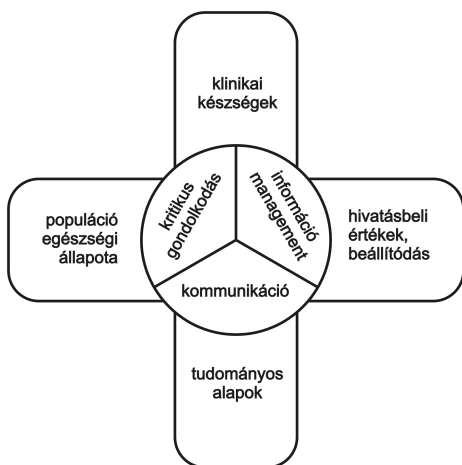 klinikai
készségek
kritikus
gondolkodás
információ
management
populáció
egészségi
állapota
hivatásbeli
értékek,
beállítódás
kommunikáció
tudományos
alapok